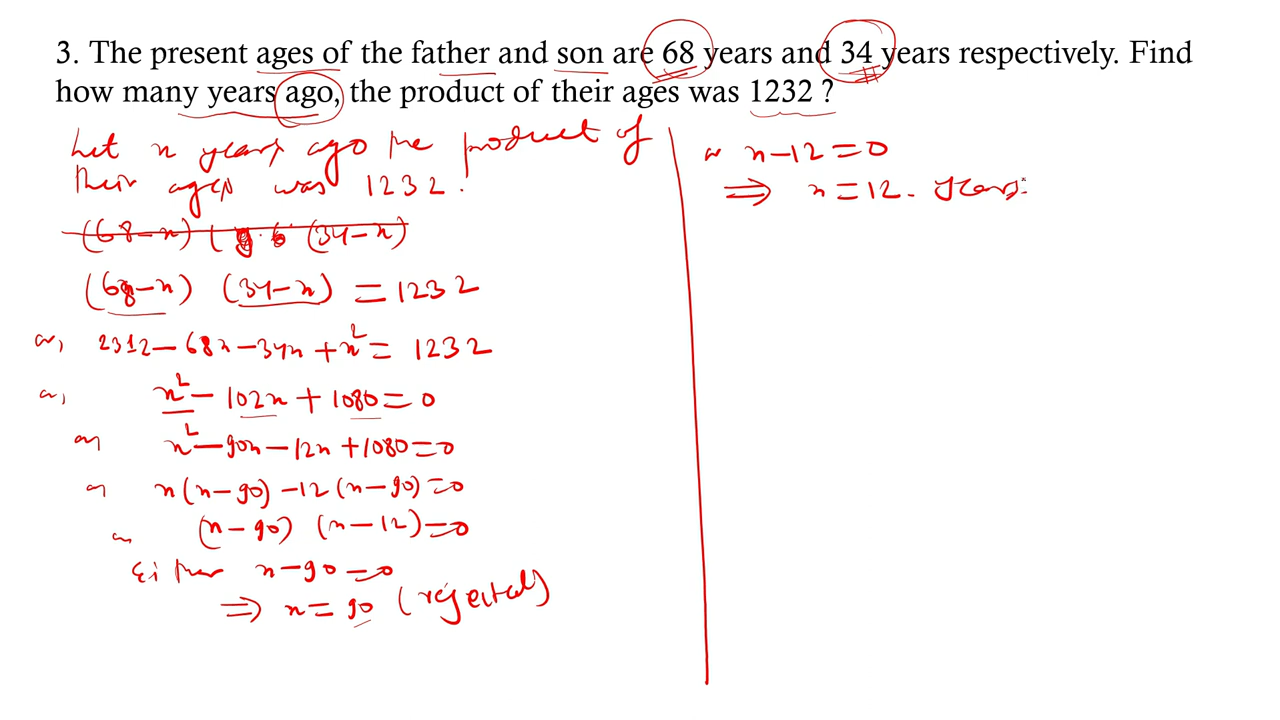 3. The present ages of the father and son are 68 years and 34 years respectively. Find
how many years ago, the product of their ages was 1232 ?
Let x years ago the product of
their ages was 1232.
(68-x) (34-x)
(68-x) (34-x) = 1232
or, 2312 - 68x - 34x + x² = 1232
or, x² - 102x + 1080 = 0
or x² - 90x - 12x + 1080 = 0
or x(x-90) - 12(x-90) = 0
or (x-90) (x-12) = 0
Either x-90 = 0
⇒ x = 90 (rejected)
or x-12 = 0
⇒ x = 12. years.